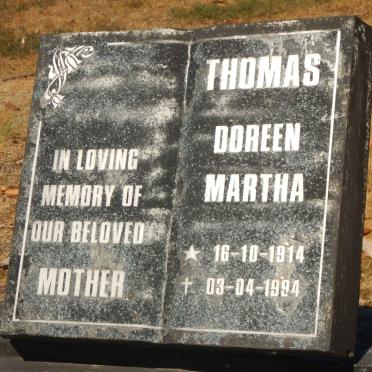 IN LOVING
MEMORY OF
OUR BELOVED
MOTHER
THOMAS
DOREEN
MARTHA
★ 16-10-1914
✝ 03-04-1994